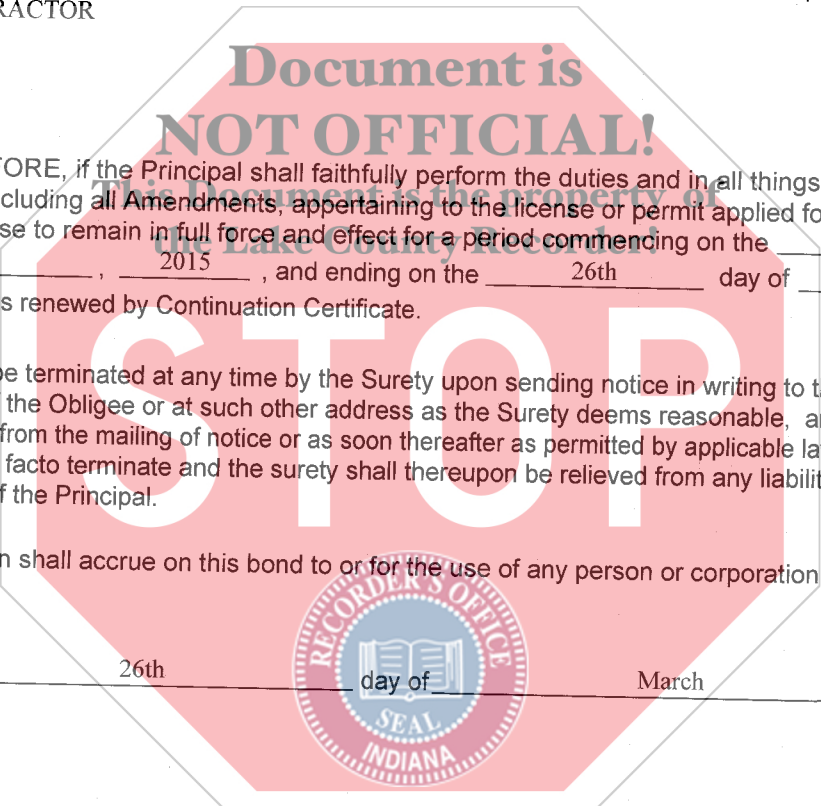 RACTOR
Document is
NOT OFFICIAL!
FORE, if the Principal shall faithfully perform the duties and in all things
This Document is the property of
cluding all Amendments, appertaining to the license or permit applied fo
the Lake County Recorder!
se to remain in full force and effect for a period commencing on the
, 2015 , and ending on the 26th day of
s renewed by Continuation Certificate.
STOP
be terminated at any time by the Surety upon sending notice in writing to t
the Obligee or at such other address as the Surety deems reasonable, a
from the mailing of notice or as soon thereafter as permitted by applicable la
facto terminate and the surety shall thereupon be relieved from any liabilit
f the Principal.
n shall accrue on this bond to or for the use of any person or corporation
RECORDER'S OFFICE
SEAL
INDIANA
26th day of March